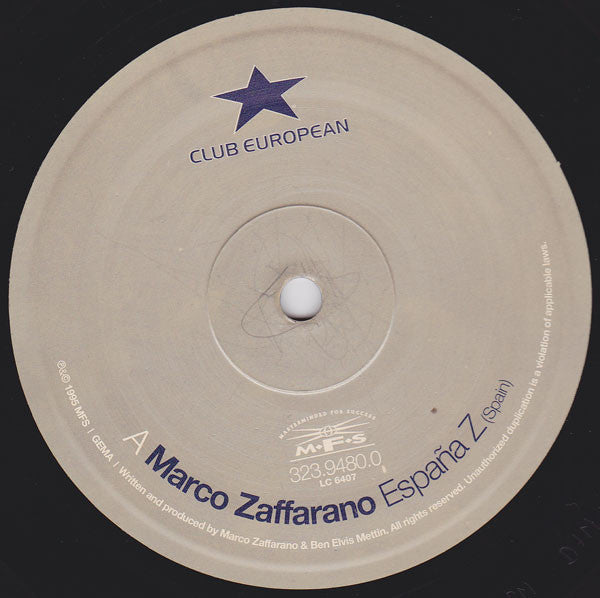 CLUB EUROPEAN
MASTERMINDED FOR SUCCESS
M•F•S
323.9480.0
LC 6407
A Marco Zaffarano España Z (Spain)
℗&© 1995 MFS | GEMA | Written and produced by Marco Zaffarano & Ben Elvis Mettin. All rights reserved. Unauthorized duplication is a violation of applicable laws.